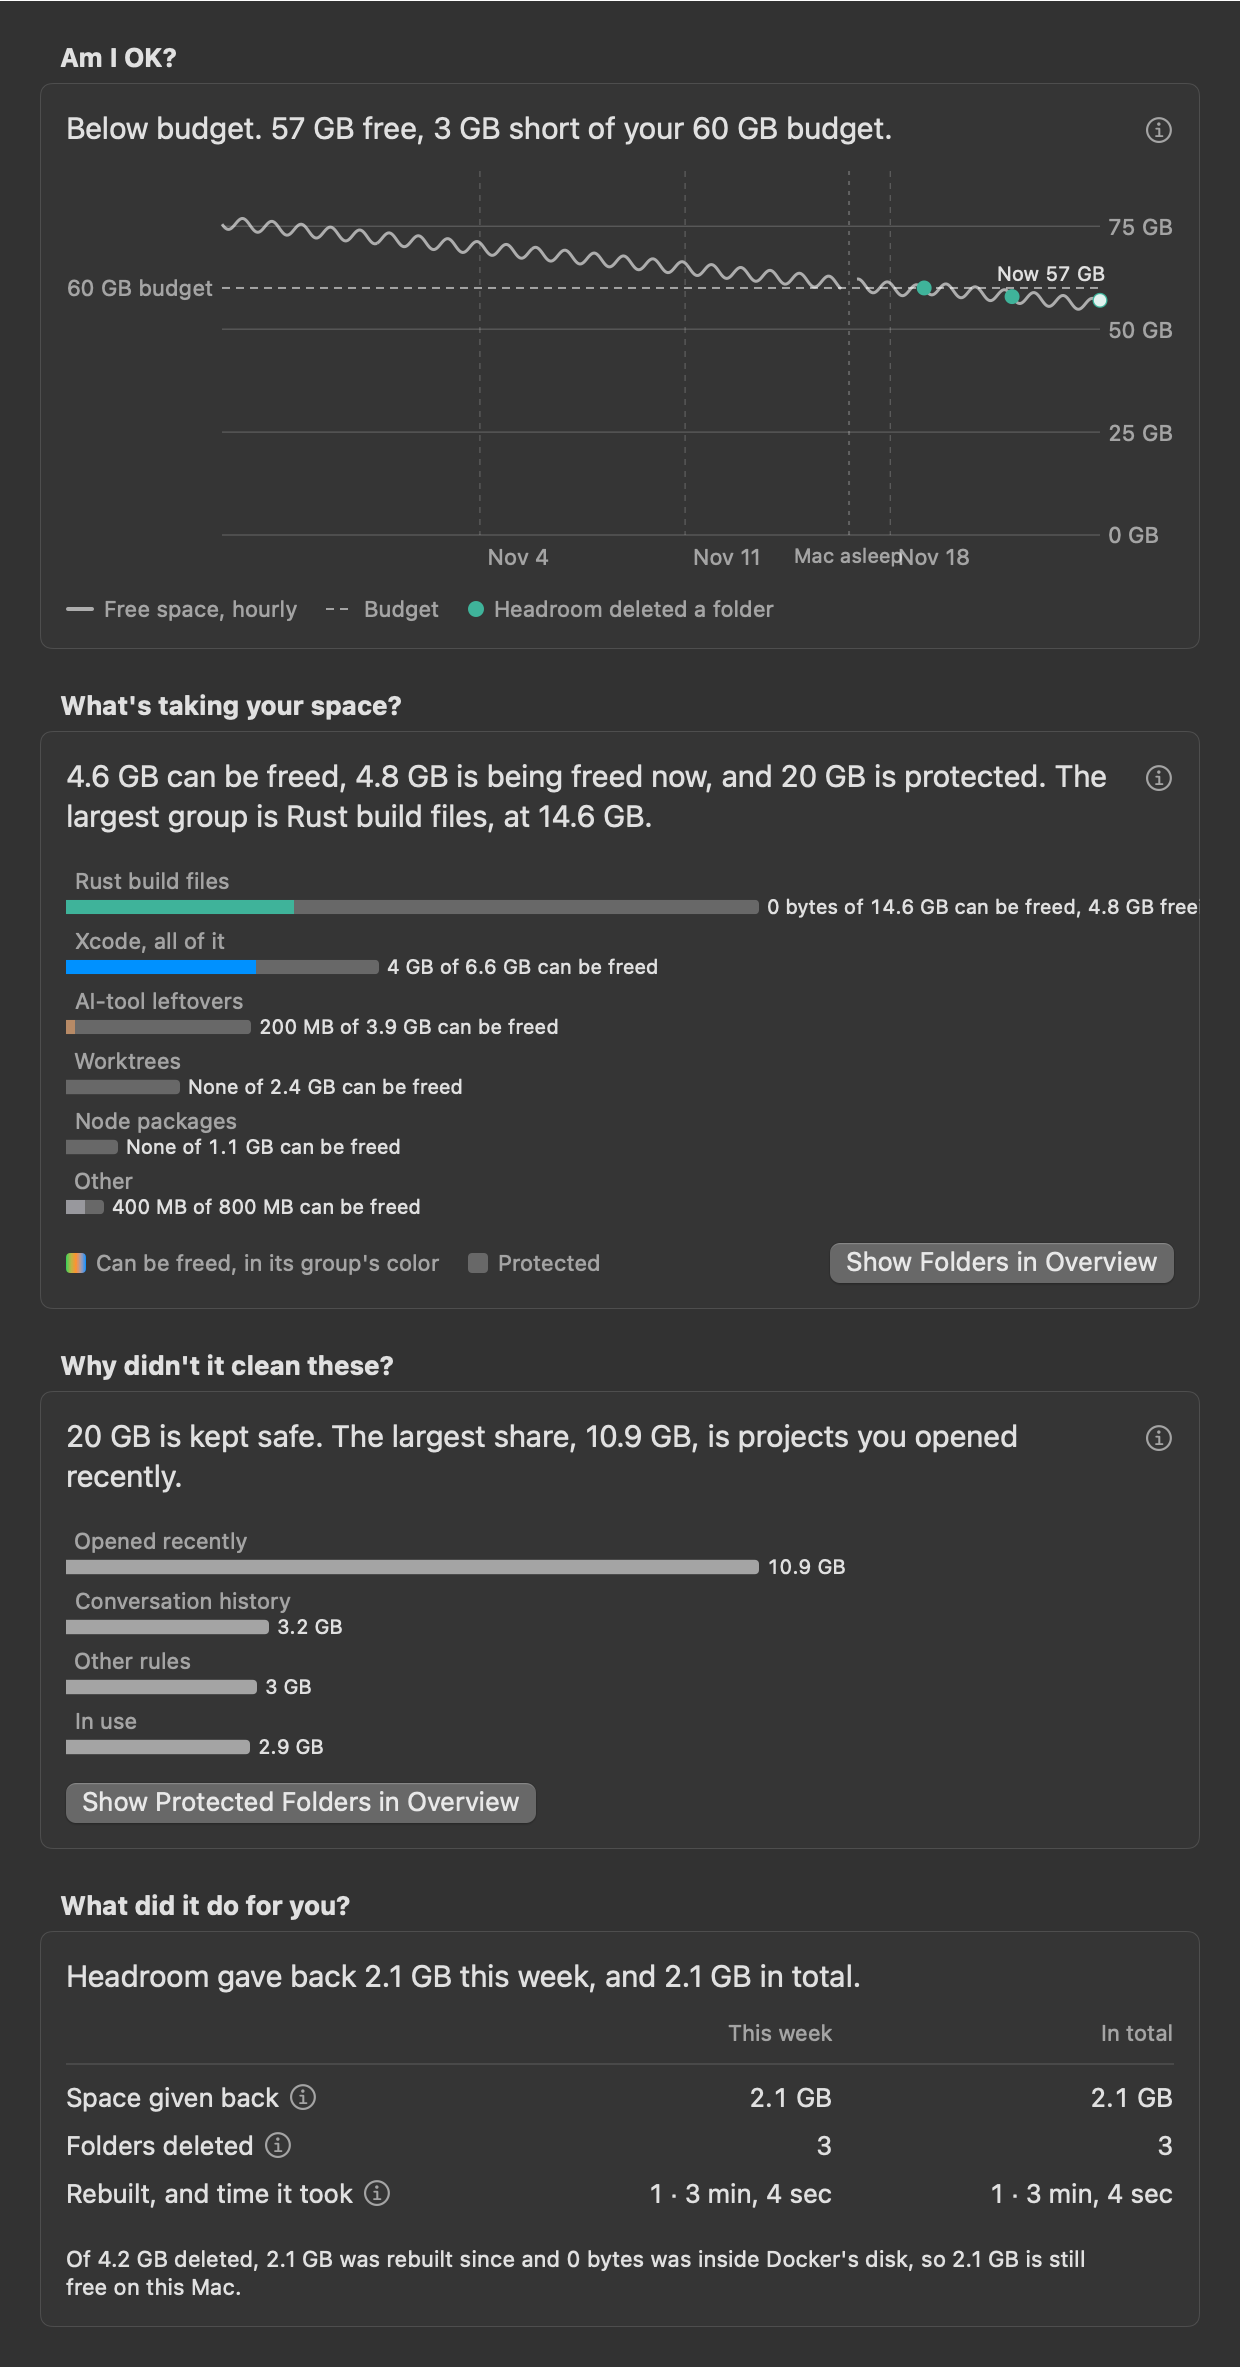 Am I OK?
Below budget. 57 GB free, 3 GB short of your 60 GB budget.
75 GB
Now 57 GB
60 GB budget
50 GB
25 GB
0 GB
Nov 4
Nov 11
Mac asleep
Nov 18
Free space, hourly
Budget
Headroom deleted a folder
What's taking your space?
4.6 GB can be freed, 4.8 GB is being freed now, and 20 GB is protected. The
largest group is Rust build files, at 14.6 GB.
Rust build files
0 bytes of 14.6 GB can be freed, 4.8 GB free
Xcode, all of it
4 GB of 6.6 GB can be freed
AI-tool leftovers
200 MB of 3.9 GB can be freed
Worktrees
None of 2.4 GB can be freed
Node packages
None of 1.1 GB can be freed
Other
400 MB of 800 MB can be freed
Can be freed, in its group's color
Protected
Show Folders in Overview
Why didn't it clean these?
20 GB is kept safe. The largest share, 10.9 GB, is projects you opened
recently.
Opened recently
10.9 GB
Conversation history
3.2 GB
Other rules
3 GB
In use
2.9 GB
Show Protected Folders in Overview
What did it do for you?
Headroom gave back 2.1 GB this week, and 2.1 GB in total.
This week In total
Space given back 2.1 GB 2.1 GB
Folders deleted 3 3
Rebuilt, and time it took 1 · 3 min, 4 sec 1 · 3 min, 4 sec
Of 4.2 GB deleted, 2.1 GB was rebuilt since and 0 bytes was inside Docker's disk, so 2.1 GB is still
free on this Mac.